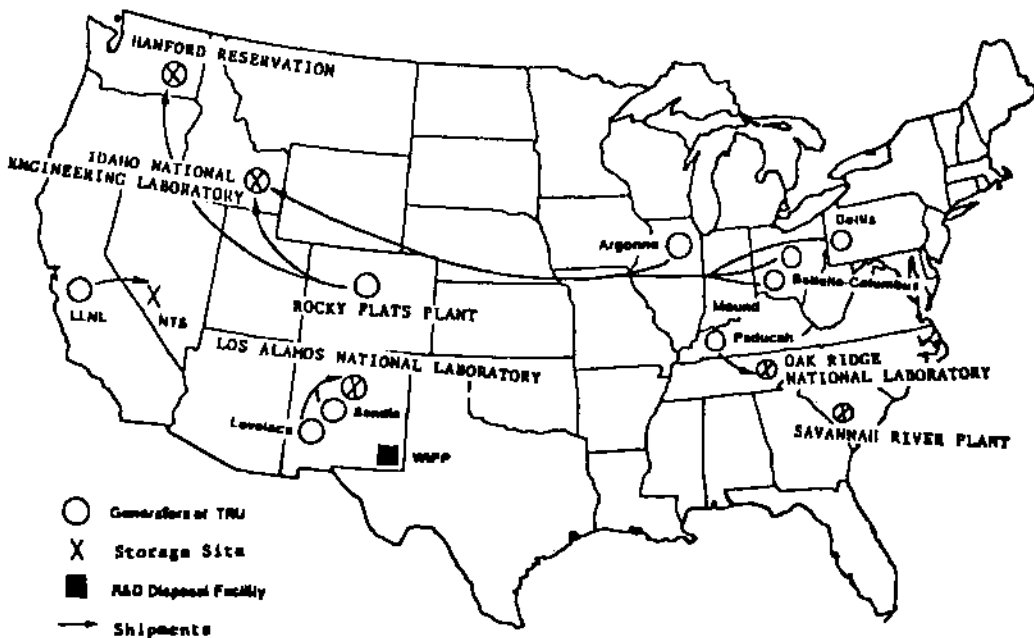 HANFORD RESERVATION
IDAHO NATIONAL
ENGINEERING LABORATORY
Argonne
Bettis
Battelle-Columbus
LLNL
NTS
ROCKY FLATS PLANT
Mound
Paducah
LOS ALAMOS NATIONAL LABORATORY
OAK RIDGE
NATIONAL LABORATORY
Lovelace
Sandia
SAVANNAH RIVER PLANT
WIPP
Generators of TRU
X Storage Site
R&D Disposal Facility
Shipments